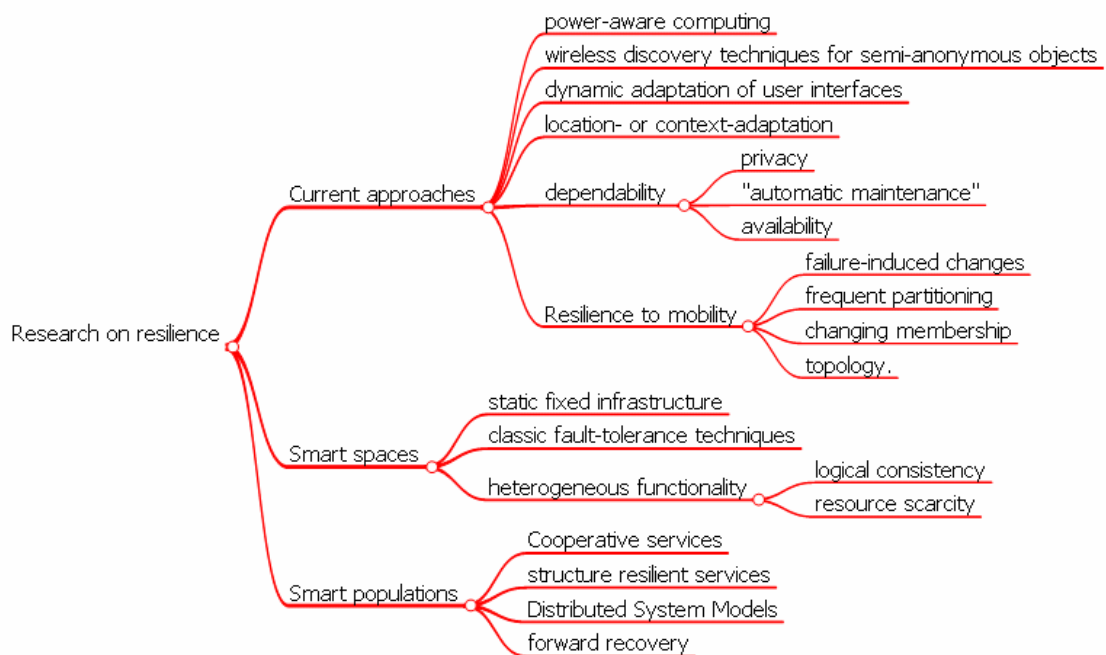 Research on resilience
Current approaches
power-aware computing
wireless discovery techniques for semi-anonymous objects
dynamic adaptation of user interfaces
location- or context-adaptation
dependability
privacy
"automatic maintenance"
availability
Resilience to mobility
failure-induced changes
frequent partitioning
changing membership
topology.
Smart spaces
static fixed infrastructure
classic fault-tolerance techniques
heterogeneous functionality
logical consistency
resource scarcity
Smart populations
Cooperative services
structure resilient services
Distributed System Models
forward recovery